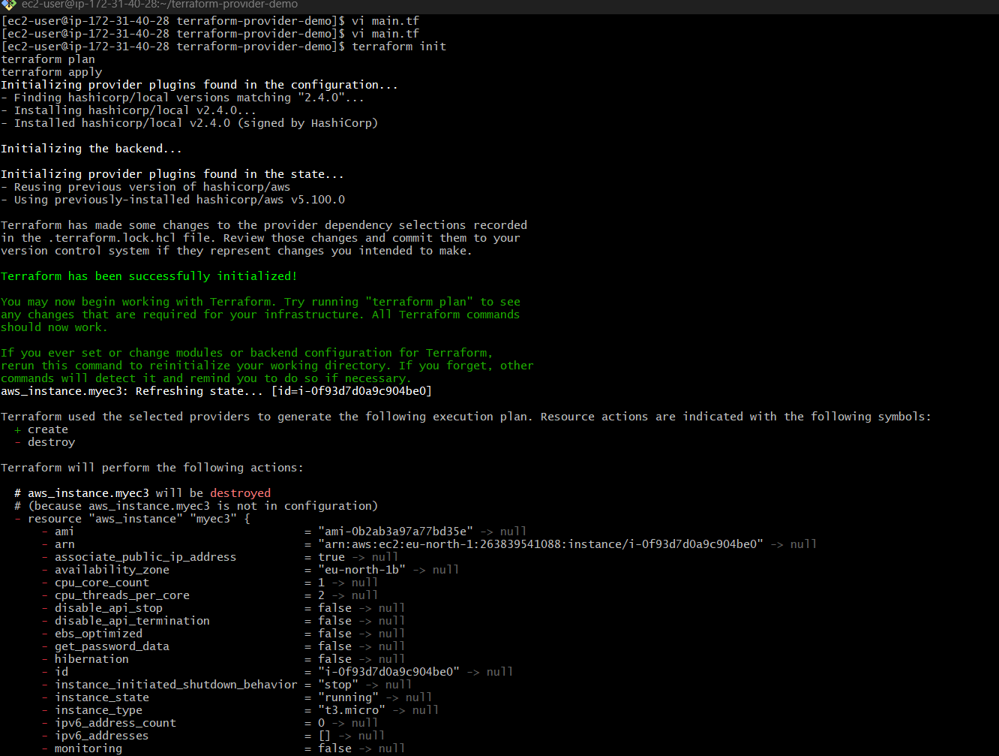 ec2-user@ip-172-31-40-28:~/terraform-provider-demo
[ec2-user@ip-172-31-40-28 terraform-provider-demo]$ vi main.tf
[ec2-user@ip-172-31-40-28 terraform-provider-demo]$ vi main.tf
[ec2-user@ip-172-31-40-28 terraform-provider-demo]$ terraform init
terraform plan
terraform apply
Initializing provider plugins found in the configuration...
- Finding hashicorp/local versions matching "2.4.0"...
- Installing hashicorp/local v2.4.0...
- Installed hashicorp/local v2.4.0 (signed by HashiCorp)

Initializing the backend...

Initializing provider plugins found in the state...
- Reusing previous version of hashicorp/aws
- Using previously-installed hashicorp/aws v5.100.0

Terraform has made some changes to the provider dependency selections recorded
in the .terraform.lock.hcl file. Review those changes and commit them to your
version control system if they represent changes you intended to make.

Terraform has been successfully initialized!

You may now begin working with Terraform. Try running "terraform plan" to see
any changes that are required for your infrastructure. All Terraform commands
should now work.

If you ever set or change modules or backend configuration for Terraform,
rerun this command to reinitialize your working directory. If you forget, other
commands will detect it and remind you to do so if necessary.
aws_instance.myec3: Refreshing state... [id=i-0f93d7d0a9c904be0]

Terraform used the selected providers to generate the following execution plan. Resource actions are indicated with the following symbols:
  + create
  - destroy

Terraform will perform the following actions:

  # aws_instance.myec3 will be destroyed
  # (because aws_instance.myec3 is not in configuration)
  - resource "aws_instance" "myec3" {
      - ami                                  = "ami-0b2ab3a97a77bd35e" -> null
      - arn                                  = "arn:aws:ec2:eu-north-1:263839541088:instance/i-0f93d7d0a9c904be0" -> null
      - associate_public_ip_address          = true -> null
      - availability_zone                    = "eu-north-1b" -> null
      - cpu_core_count                       = 1 -> null
      - cpu_threads_per_core                 = 2 -> null
      - disable_api_stop                     = false -> null
      - disable_api_termination              = false -> null
      - ebs_optimized                        = false -> null
      - get_password_data                    = false -> null
      - hibernation                          = false -> null
      - id                                   = "i-0f93d7d0a9c904be0" -> null
      - instance_initiated_shutdown_behavior = "stop" -> null
      - instance_state                       = "running" -> null
      - instance_type                        = "t3.micro" -> null
      - ipv6_address_count                   = 0 -> null
      - ipv6_addresses                       = [] -> null
      - monitoring                           = false -> null